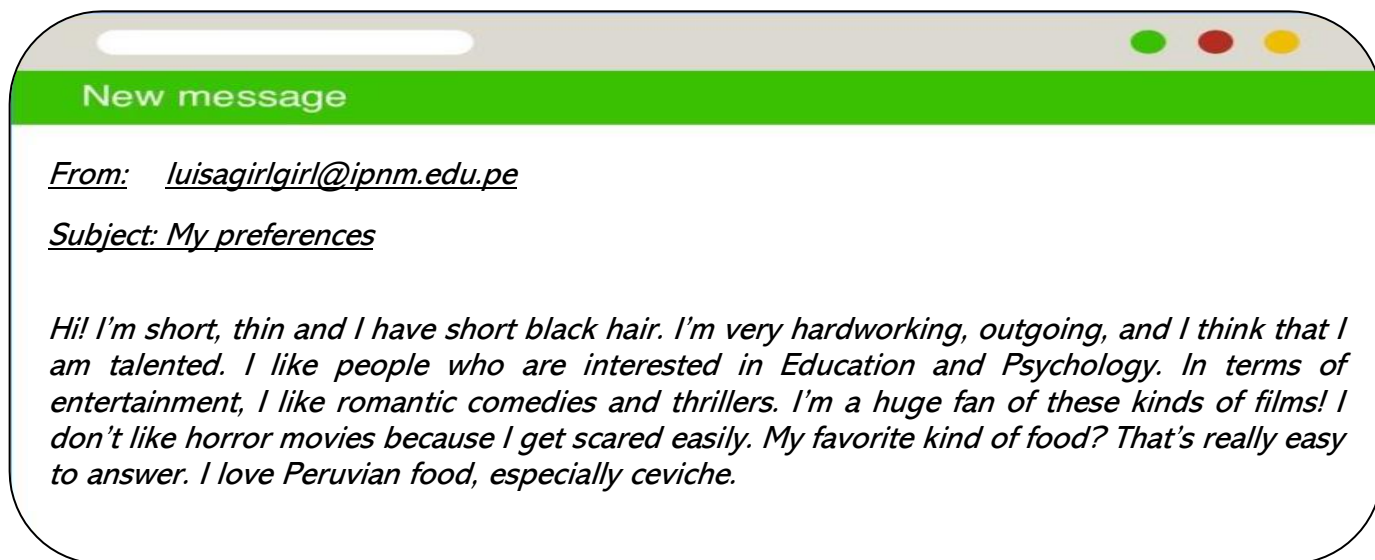 New message
From: luisagirlgirl@ipnm.edu.pe
Subject: My preferences
Hi! I'm short, thin and I have short black hair. I'm very hardworking, outgoing, and I think that I
am talented. I like people who are interested in Education and Psychology. In terms of
entertainment, I like romantic comedies and thrillers. I'm a huge fan of these kinds of films! I
don't like horror movies because I get scared easily. My favorite kind of food? That's really easy
to answer. I love Peruvian food, especially ceviche.